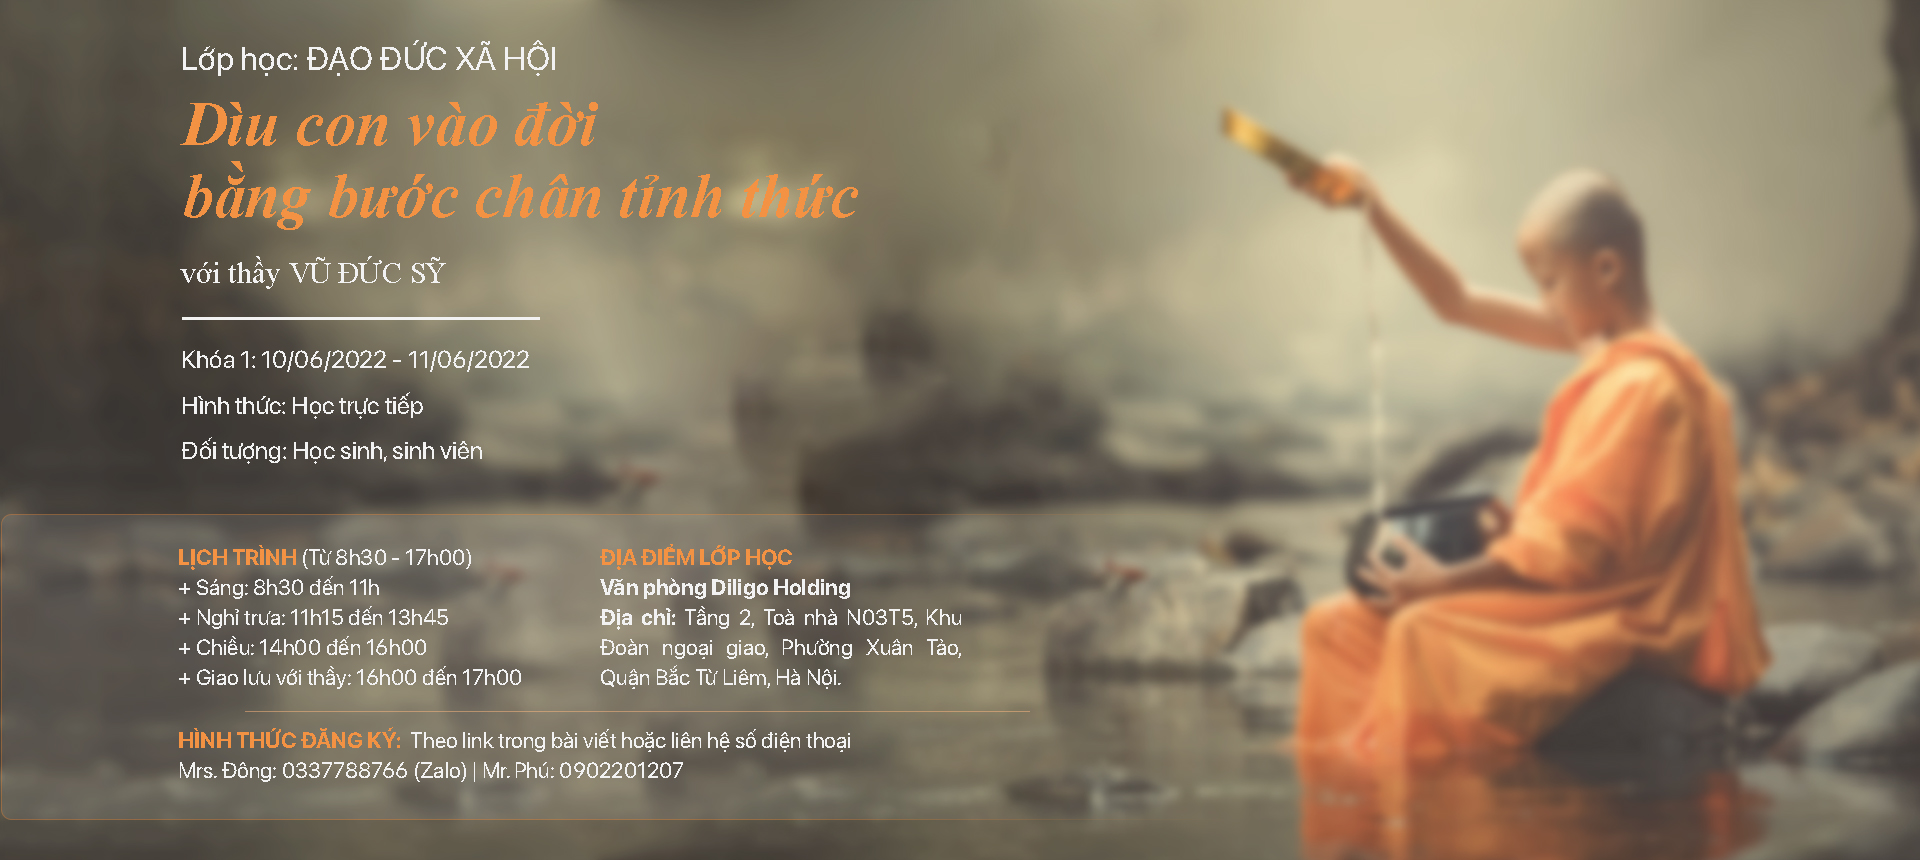 Lớp học: ĐẠO ĐỨC XÃ HỘI
Dìu con vào đời
bằng bước chân tỉnh thức
với thầy VŨ ĐỨC SỸ
Khóa 1: 10/06/2022 - 11/06/2022
Hình thức: Học trực tiếp
Đối tượng: Học sinh, sinh viên
LỊCH TRÌNH (Từ 8h30 - 17h00)
+ Sáng: 8h30 đến 11h
+ Nghỉ trưa: 11h15 đến 13h45
+ Chiều: 14h00 đến 16h00
+ Giao lưu với thầy: 16h00 đến 17h00
ĐỊA ĐIỂM LỚP HỌC
Văn phòng Diligo Holding
Địa chỉ: Tầng 2, Toà nhà N03T5, Khu
Đoàn ngoại giao, Phường Xuân Tảo,
Quận Bắc Từ Liêm, Hà Nội.
HÌNH THỨC ĐĂNG KÝ: Theo link trong bài viết hoặc liên hệ số điện thoại
Mrs. Đông: 0337788766 (Zalo) | Mr. Phú: 0902201207